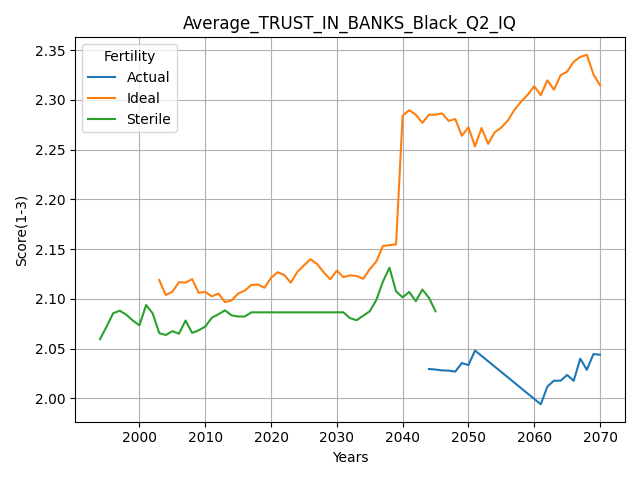 Average_TRUST_IN_BANKS_Black_Q2_IQ
Fertility
Actual
Ideal
Sterile
Score(1-3)
2.35
2.30
2.25
2.20
2.15
2.10
2.05
2.00
2000 2010 2020 2030 2040 2050 2060 2070
Years